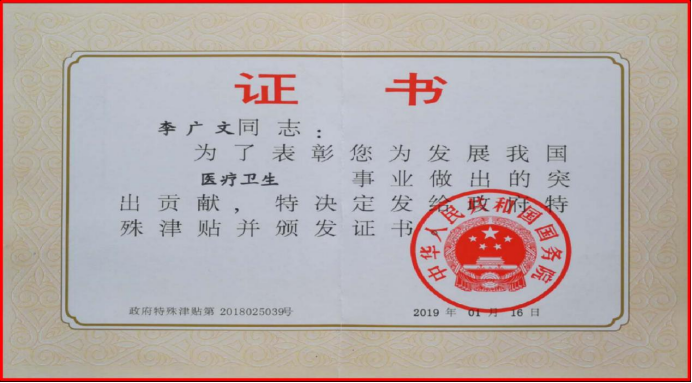 证书
李广文同志：
为了表彰您为发展我国
医疗卫生 事业做出的突
出贡献，特决定发给政府特
殊津贴并颁发证书
中华人民共和国国务院
政府特殊津贴第 2018025039号
2019 年 01 月 16 日